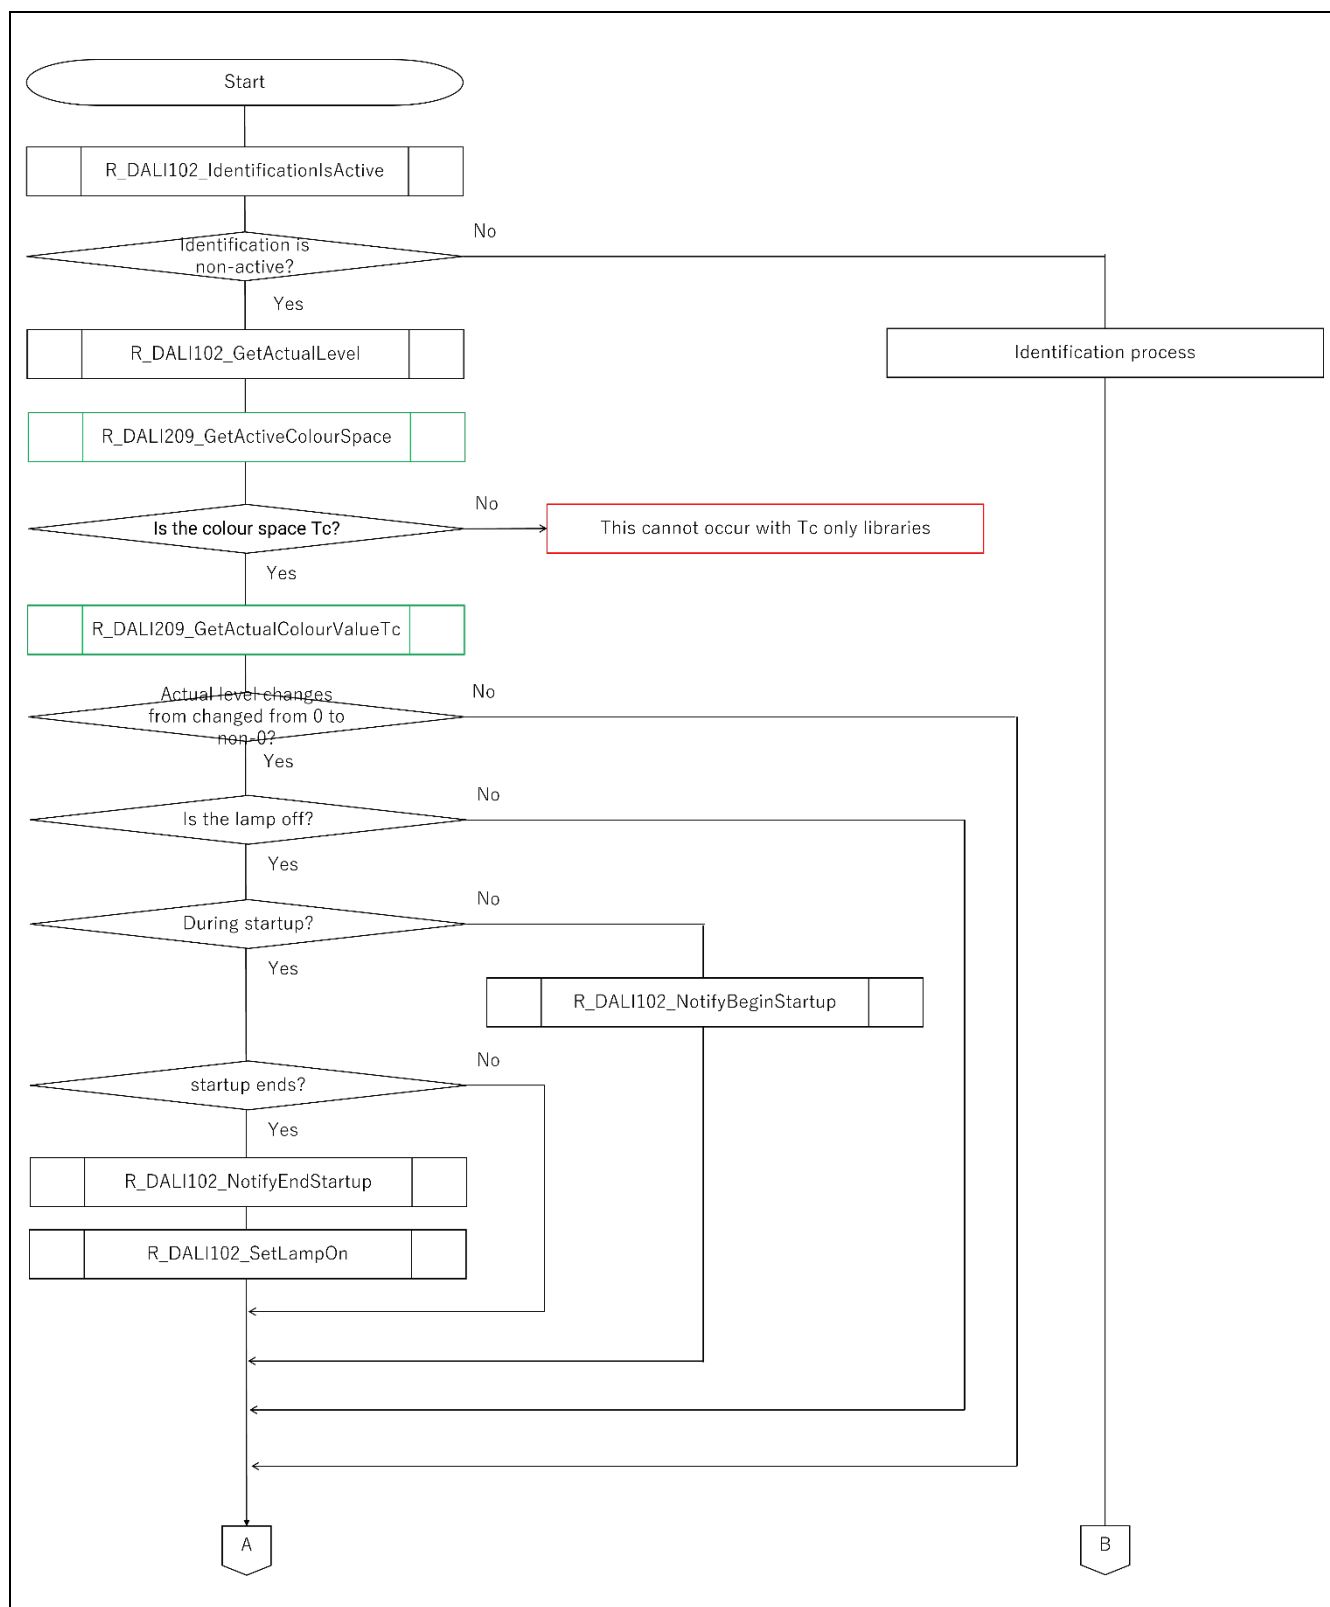 Start
R_DALI102_IdentificationIsActive
Identification is
non-active?
No
Yes
R_DALI102_GetActualLevel
Identification process
R_DALI209_GetActiveColourSpace
Is the colour space Tc?
No
This cannot occur with Tc only libraries
Yes
R_DALI209_GetActualColourValueTc
Actual level changes
from changed from 0 to
non-0?
No
Yes
Is the lamp off?
No
Yes
During startup?
No
Yes
R_DALI102_NotifyBeginStartup
startup ends?
No
Yes
R_DALI102_NotifyEndStartup
R_DALI102_SetLampOn
A
B